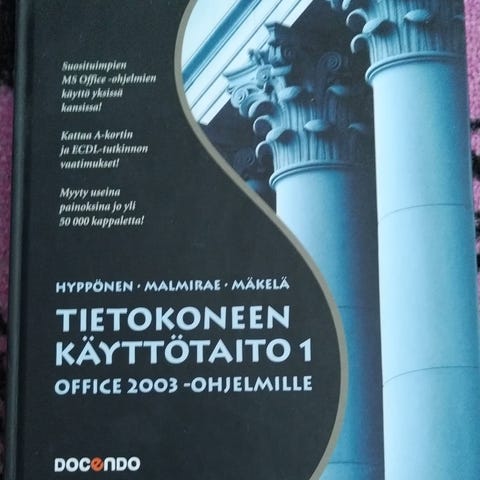 Suosituimpien
MS Office -ohjelmien
käyttö yksissä
kansissa!
Kattaa A-kortin
ja ECDL-tutkinnon
vaatimukset!
Myyty useina
painoksina jo yli
50 000 kappaletta!
HYPPÖNEN · MALMIRAE · MÄKELÄ
TIETOKONEEN
KÄYTTÖTAITO 1
OFFICE 2003 -OHJELMILLE
DOCENDO